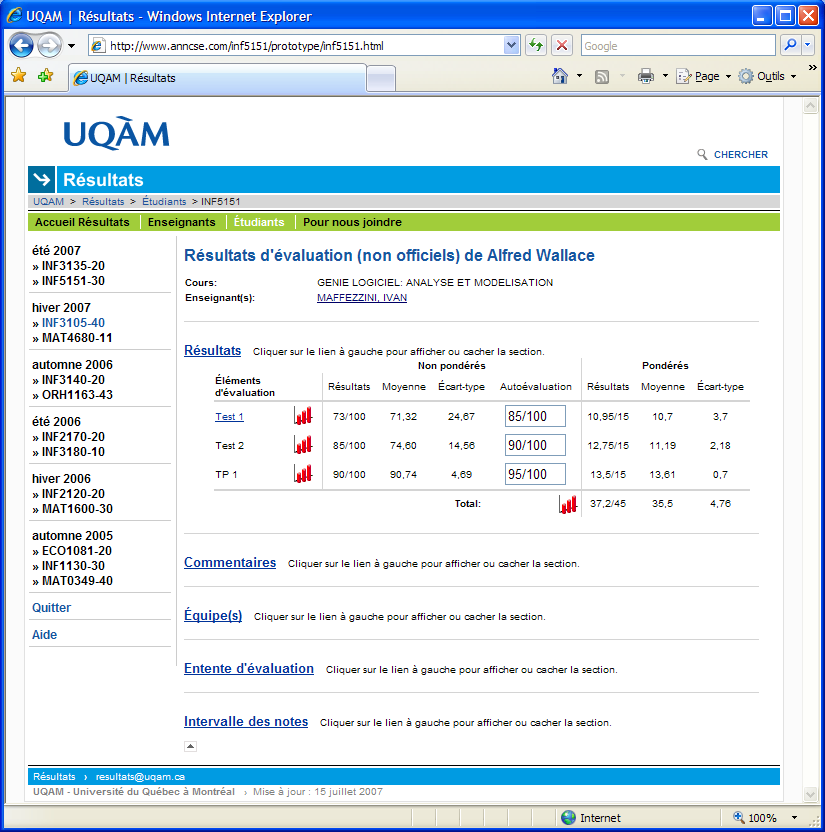 UQAM | Résultats - Windows Internet Explorer
http://www.anncse.com/inf5151/prototype/inf5151.html
Google
UQAM | Résultats
Page
Outils
»
UQÀM
CHERCHER
Résultats
UQAM > Résultats > Étudiants > INF5151
Accueil Résultats Enseignants Étudiants Pour nous joindre
été 2007
» INF3135-20
» INF5151-30
hiver 2007
» INF3105-40
» MAT4680-11
automne 2006
» INF3140-20
» ORH1163-43
été 2006
» INF2170-20
» INF3180-10
hiver 2006
» INF2120-20
» MAT1600-30
automne 2005
» ECO1081-20
» INF1130-30
» MAT0349-40
Quitter
Aide
Résultats d'évaluation (non officiels) de Alfred Wallace
Cours: GENIE LOGICIEL: ANALYSE ET MODELISATION
Enseignant(s): MAFFEZZINI, IVAN
Résultats Cliquer sur le lien à gauche pour afficher ou cacher la section.
Non pondérés Pondérés
Éléments d'évaluation Résultats Moyenne Écart-type Autoévaluation Résultats Moyenne Écart-type
Test 1 73/100 71,32 24,67 85/100 10,95/15 10,7 3,7
Test 2 85/100 74,60 14,56 90/100 12,75/15 11,19 2,18
TP 1 90/100 90,74 4,69 95/100 13,5/15 13,61 0,7
Total: 37,2/45 35,5 4,76
Commentaires Cliquer sur le lien à gauche pour afficher ou cacher la section.
Équipe(s) Cliquer sur le lien à gauche pour afficher ou cacher la section.
Entente d'évaluation Cliquer sur le lien à gauche pour afficher ou cacher la section.
Intervalle des notes Cliquer sur le lien à gauche pour afficher ou cacher la section.
Résultats › resultats@uqam.ca
UQAM - Université du Québec à Montréal › Mise à jour : 15 juillet 2007
Internet
100%